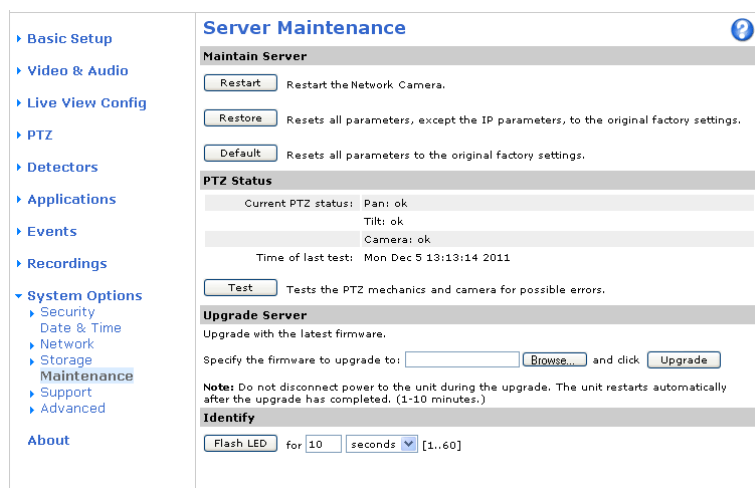 Basic Setup
Video & Audio
Live View Config
PTZ
Detectors
Applications
Events
Recordings
System Options
Security
Date & Time
Network
Storage
Maintenance
Support
Advanced
About
Server Maintenance
?
Maintain Server
Restart Restart the Network Camera.
Restore Resets all parameters, except the IP parameters, to the original factory settings.
Default Resets all parameters to the original factory settings.
PTZ Status
Current PTZ status: Pan: ok
Tilt: ok
Camera: ok
Time of last test: Mon Dec 5 13:13:14 2011
Test Tests the PTZ mechanics and camera for possible errors.
Upgrade Server
Upgrade with the latest firmware.
Specify the firmware to upgrade to: Browse... and click Upgrade
Note: Do not disconnect power to the unit during the upgrade. The unit restarts automatically
after the upgrade has completed. (1-10 minutes.)
Identify
Flash LED for 10 seconds [1..60]